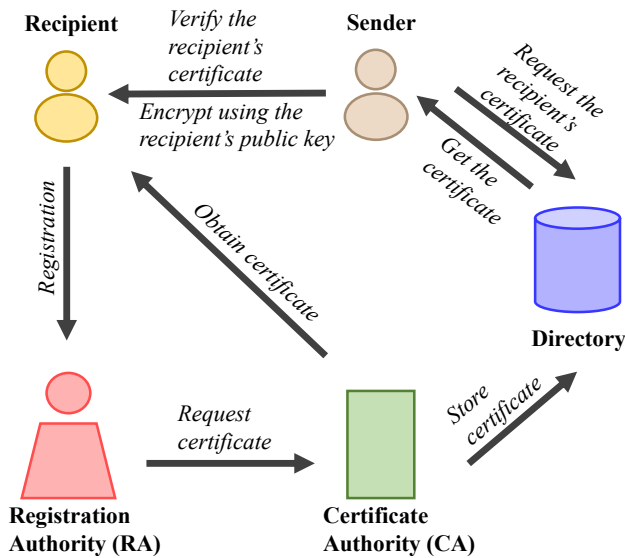 Recipient
Sender
Verify the
recipient’s
certificate
Encrypt using the
recipient’s public key
Request the
recipient’s
certificate
Get the
certificate
Registration
Obtain certificate
Directory
Request
certificate
Store
certificate
Registration
Authority (RA)
Certificate
Authority (CA)